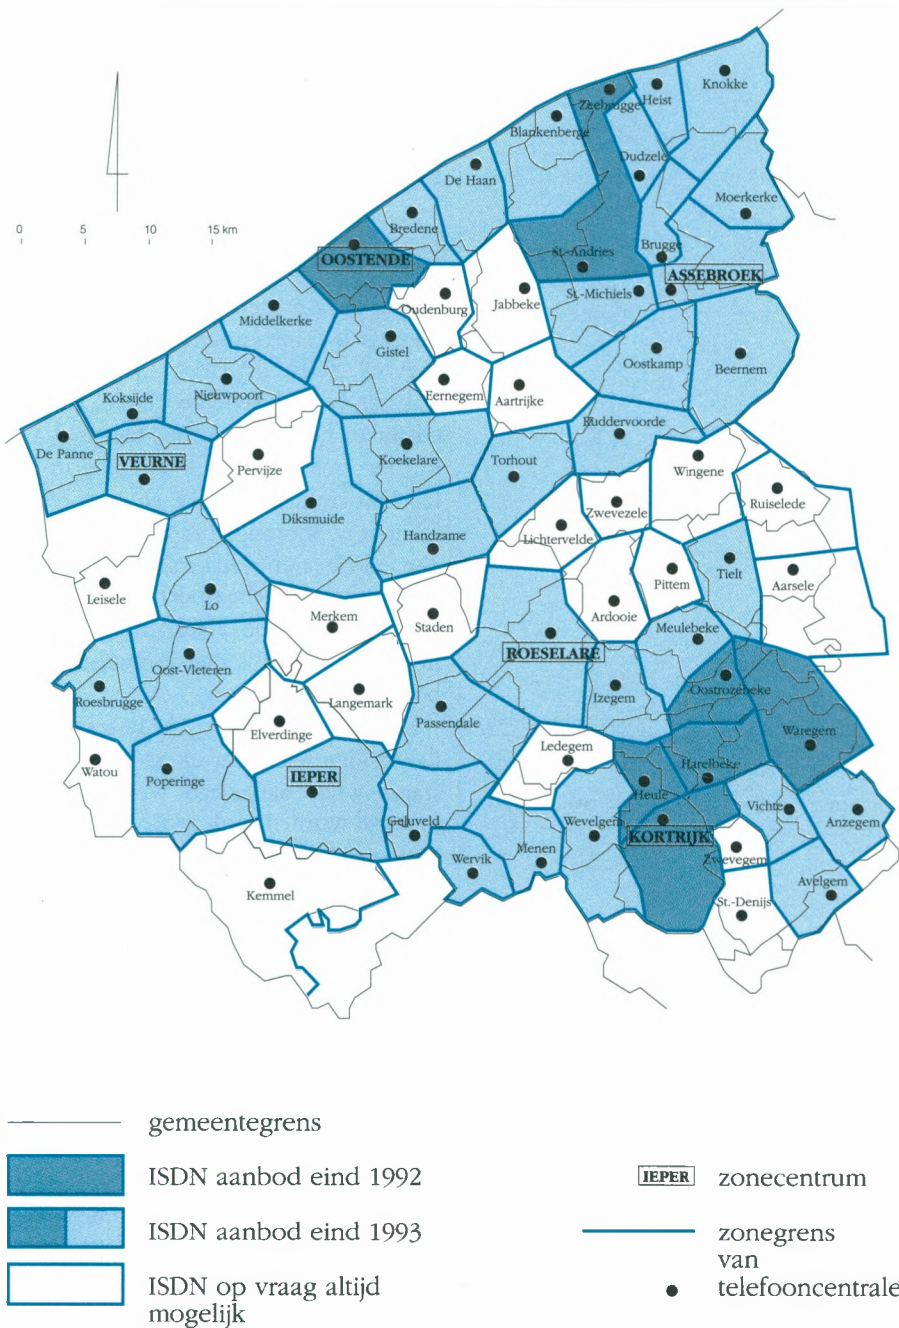 Knokke
Heist
Zeebrugge
Blankenberge
Dudzele
De Haan
Moerkerke
Bredene
0 5 10 15 km
OOSTENDE
St.-Andries
Brugge
ASSEBROEK
St.-Michiels
Oudenburg
Jabbeke
Middelkerke
Gistel
Oostkamp
Beernem
Eernegem
Aartrijke
Koksijde
Nieuwpoort
Ruddervoorde
De Panne
VEURNE
Pervijze
Koekelare
Torhout
Wingene
Ruiselede
Diksmuide
Zwevezele
Handzame
Lichtervelde
Leisele
Lo
Merkem
Staden
Ardooie
Pittem
Tielt
Aarsele
Meulebeke
ROESELARE
Oost-Vleteren
Roesbrugge
Langemark
Izegem
Oostrozebeke
Elverdinge
Passendale
Waregem
Watou
Poperinge
IEPER
Ledegem
Harelbeke
Heule
Geluveld
Wevelgem
KORTRIJK
Vichte
Anzegem
Wervik
Menen
Zwevegem
Kemmel
St.-Denijs
Avelgem
gemeentegrens
ISDN aanbod eind 1992
ISDN aanbod eind 1993
ISDN op vraag altijd
mogelijk
IEPER zonecentrum
zonegrens
van
telefooncentrale